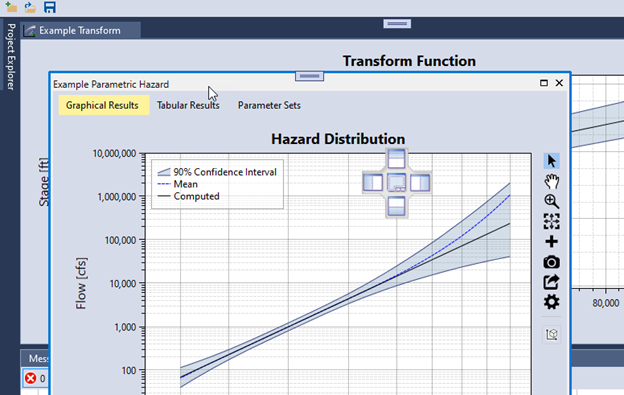 Project Explorer
Example Transform
Transform Function
Stage [ft]
80,000
Example Parametric Hazard
Graphical Results
Tabular Results
Parameter Sets
Hazard Distribution
Flow [cfs]
10,000,000
1,000,000
100,000
10,000
1,000
100
90% Confidence Interval
Mean
Computed
0